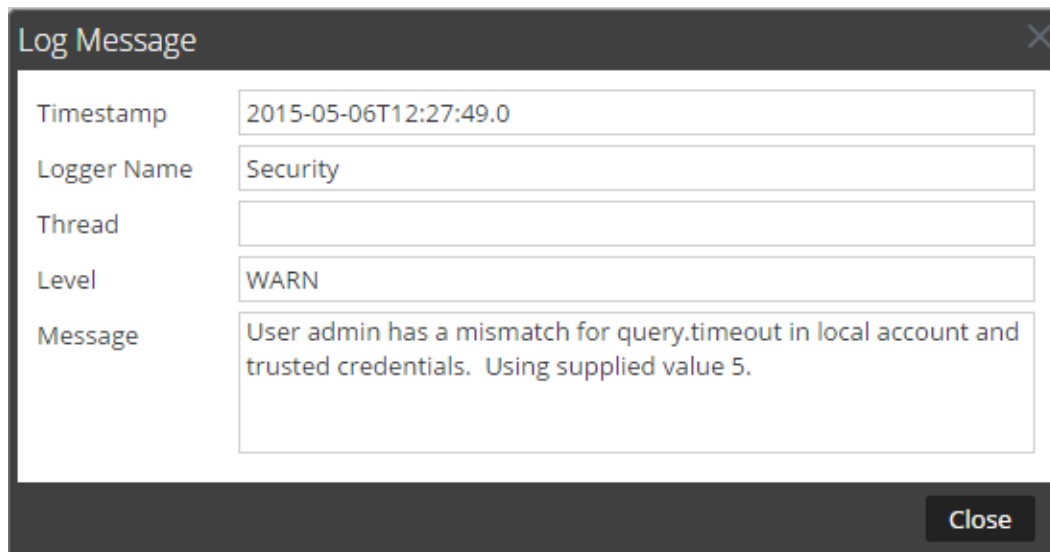 Log Message
Timestamp 2015-05-06T12:27:49.0
Logger Name Security
Thread
Level WARN
Message User admin has a mismatch for query.timeout in local account and
trusted credentials.  Using supplied value 5.
Close